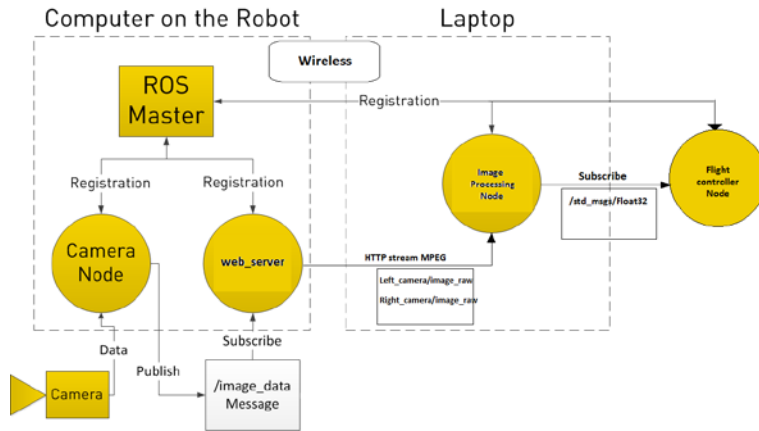 Computer on the Robot
Laptop
Wireless
ROS
Master
Registration
Registration
Registration
Image
Processing
Node
Subscribe
/std_msgs/Float32
Flight
controller
Node
Camera
Node
web_server
HTTP stream MPEG
Left_camera/image_raw
Right_camera/image_raw
Data
Publish
Subscribe
Camera
/image_data
Message